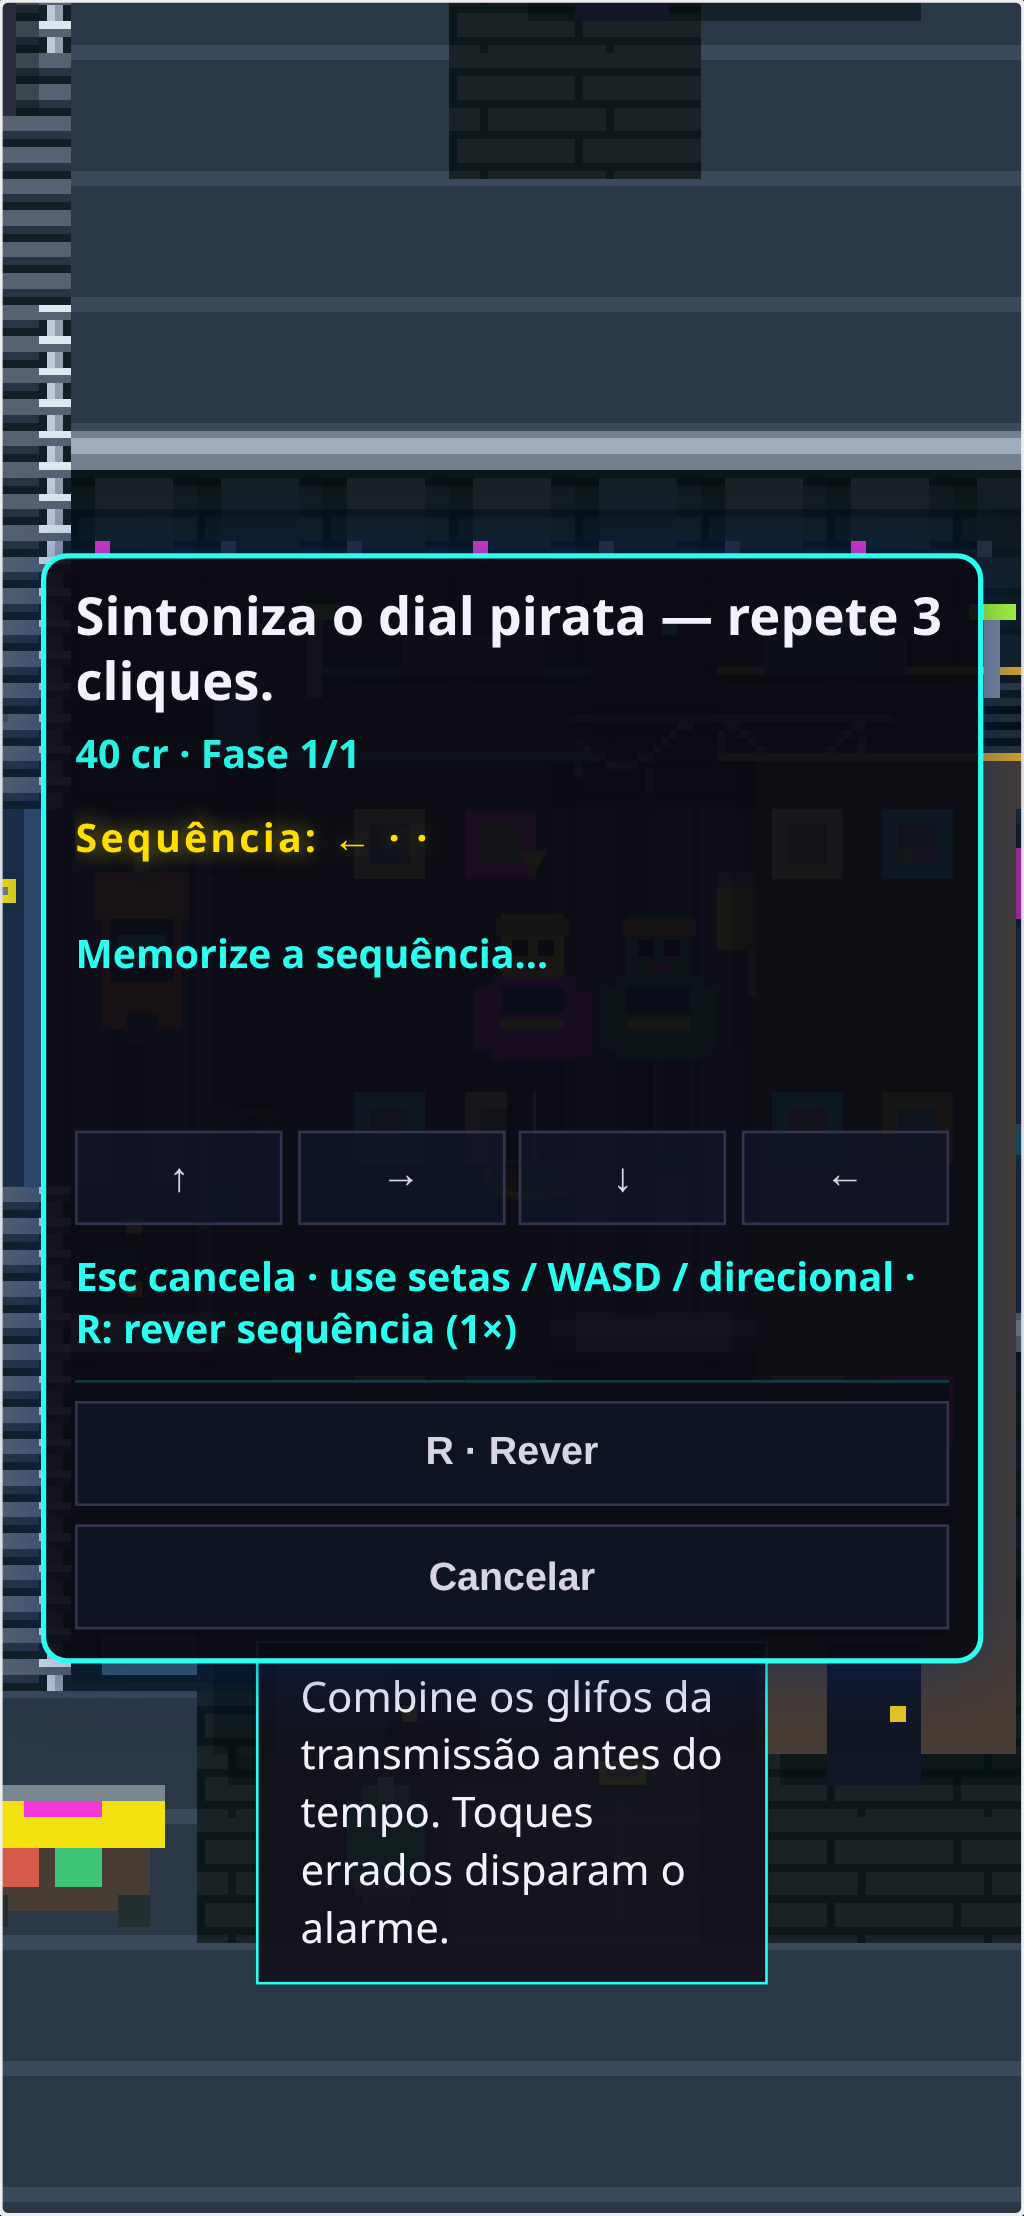 Sintoniza o dial pirata — repete 3
cliques.
40 cr · Fase 1/1
Sequência: ← · ·
Memorize a sequência...
↑ → ↓ ←
Esc cancela · use setas / WASD / direcional ·
R: rever sequência (1×)
R · Rever
Cancelar
Combine os glifos da
transmissão antes do
tempo. Toques
errados disparam o
alarme.